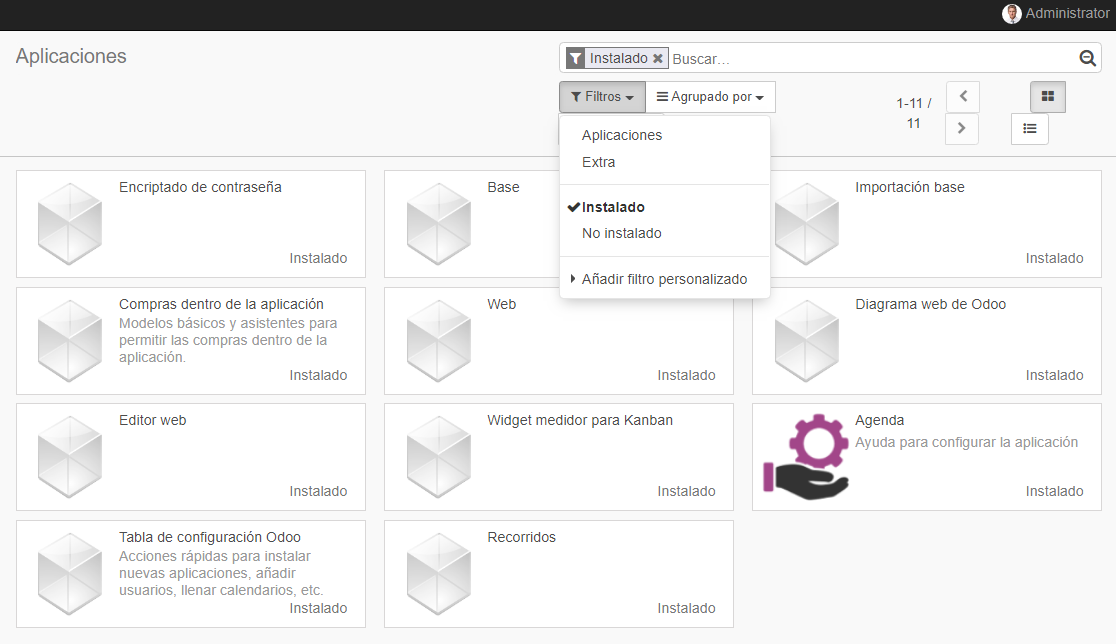 Administrator
Aplicaciones
Instalado
Buscar...
Filtros
Agrupado por
1-11 /
11
Aplicaciones
Extra
Instalado
No instalado
Añadir filtro personalizado
Encriptado de contraseña
Instalado
Base
Importación base
Instalado
Compras dentro de la aplicación
Modelos básicos y asistentes para
permitir las compras dentro de la
aplicación.
Instalado
Web
Instalado
Diagrama web de Odoo
Instalado
Editor web
Instalado
Widget medidor para Kanban
Instalado
Agenda
Ayuda para configurar la aplicación
Instalado
Tabla de configuración Odoo
Acciones rápidas para instalar
nuevas aplicaciones, añadir
usuarios, llenar calendarios, etc.
Instalado
Recorridos
Instalado